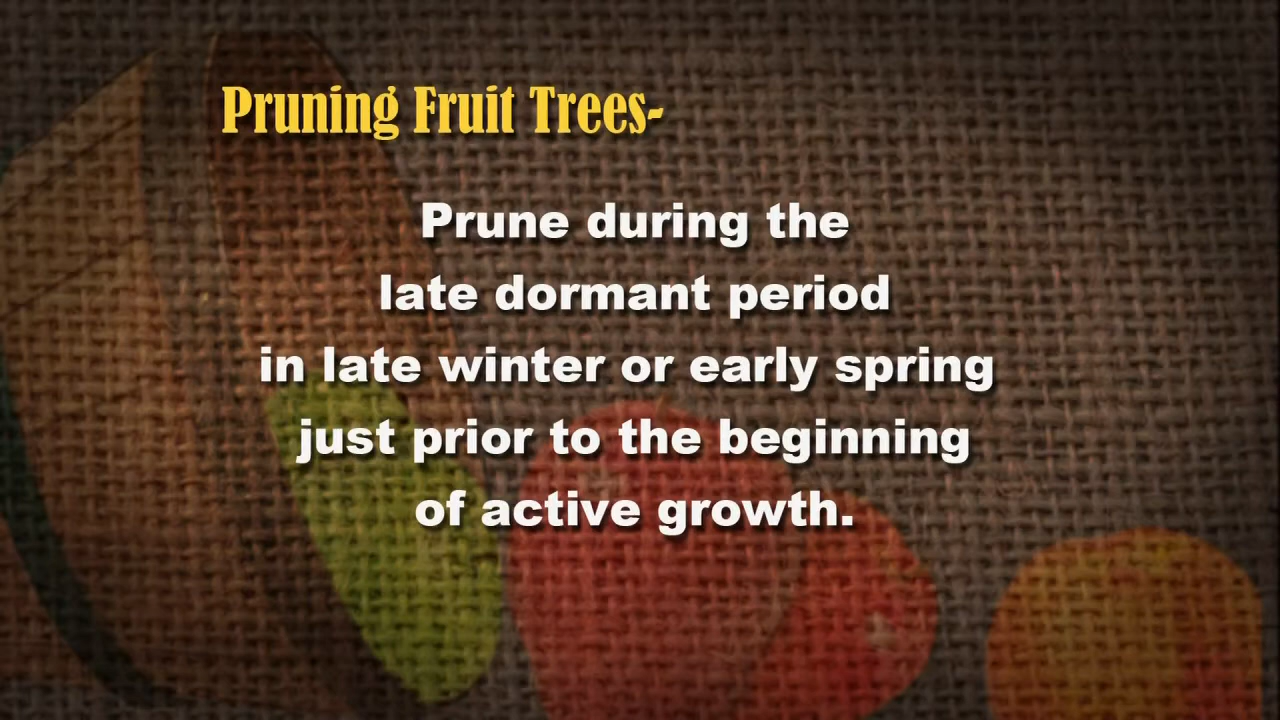 Pruning Fruit Trees-
Prune during the
late dormant period
in late winter or early spring
just prior to the beginning
of active growth.